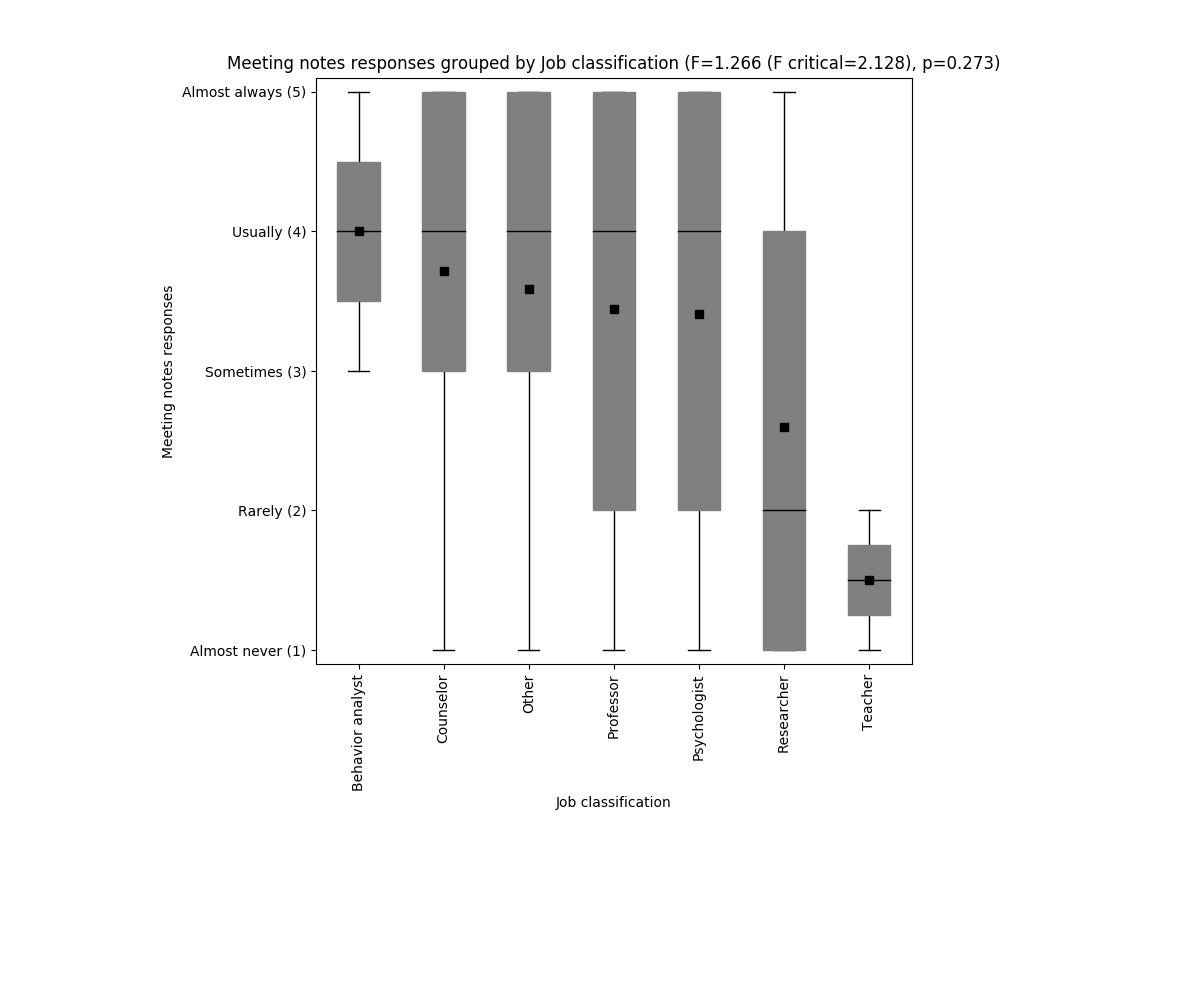 Meeting notes responses grouped by Job classification (F=1.266 (F critical=2.128), p=0.273)
Almost always (5)
Usually (4)
Sometimes (3)
Rarely (2)
Almost never (1)
Meeting notes responses
Behavior analyst
Counselor
Other
Professor
Psychologist
Researcher
Teacher
Job classification